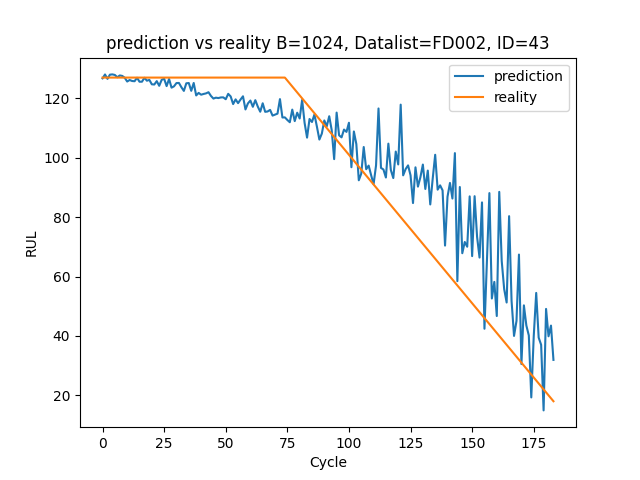 prediction vs reality B=1024, Datalist=FD002, ID=43
prediction
reality
RUL
120
100
80
60
40
20
0 25 50 75 100 125 150 175
Cycle